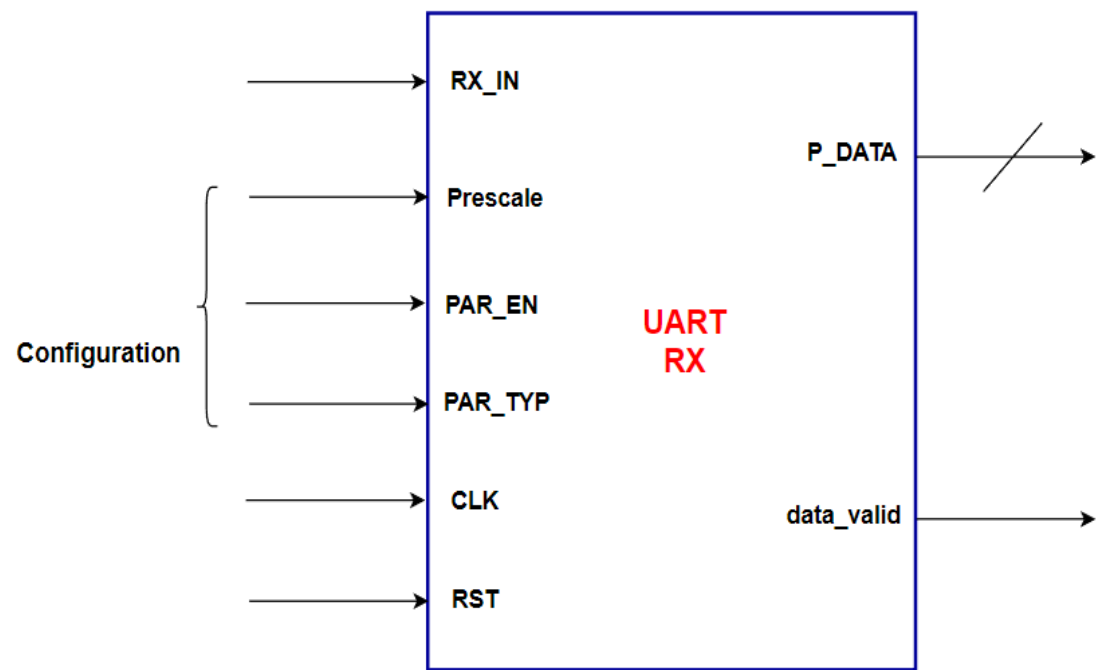 RX_IN
P_DATA
Prescale
PAR_EN
UART
RX
Configuration
PAR_TYP
CLK
data_valid
RST